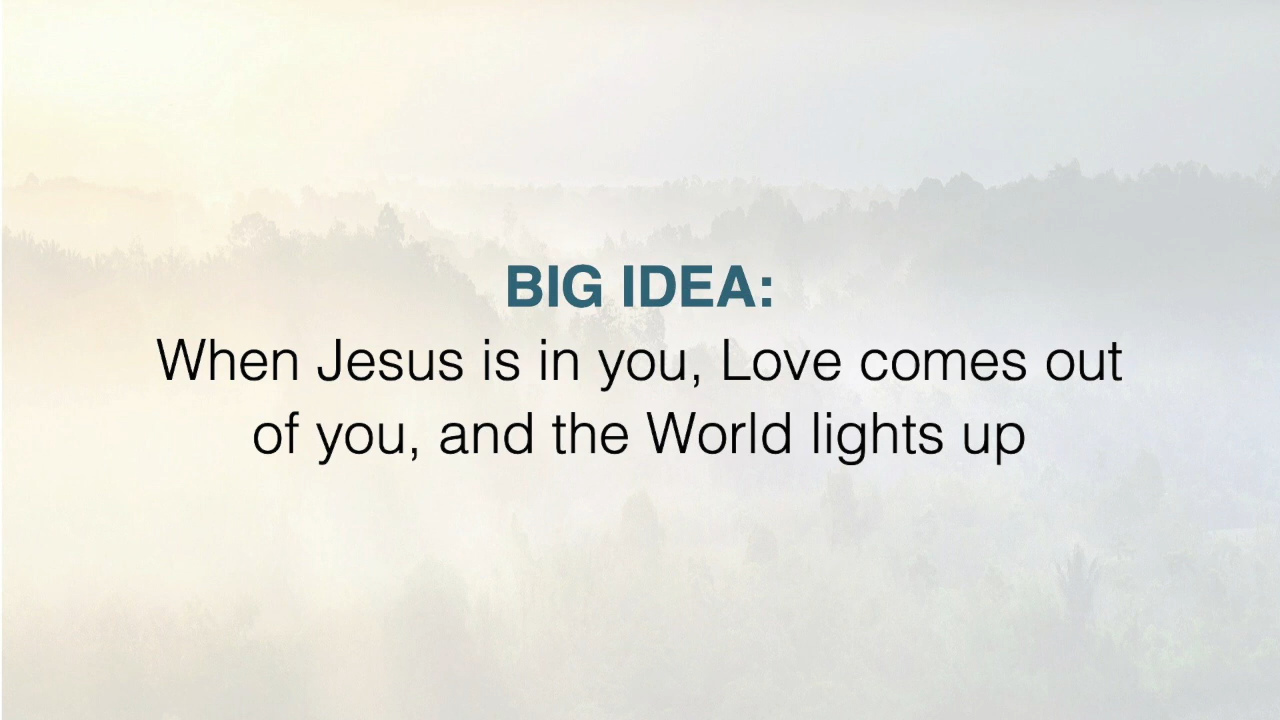 BIG IDEA:
When Jesus is in you, Love comes out
of you, and the World lights up